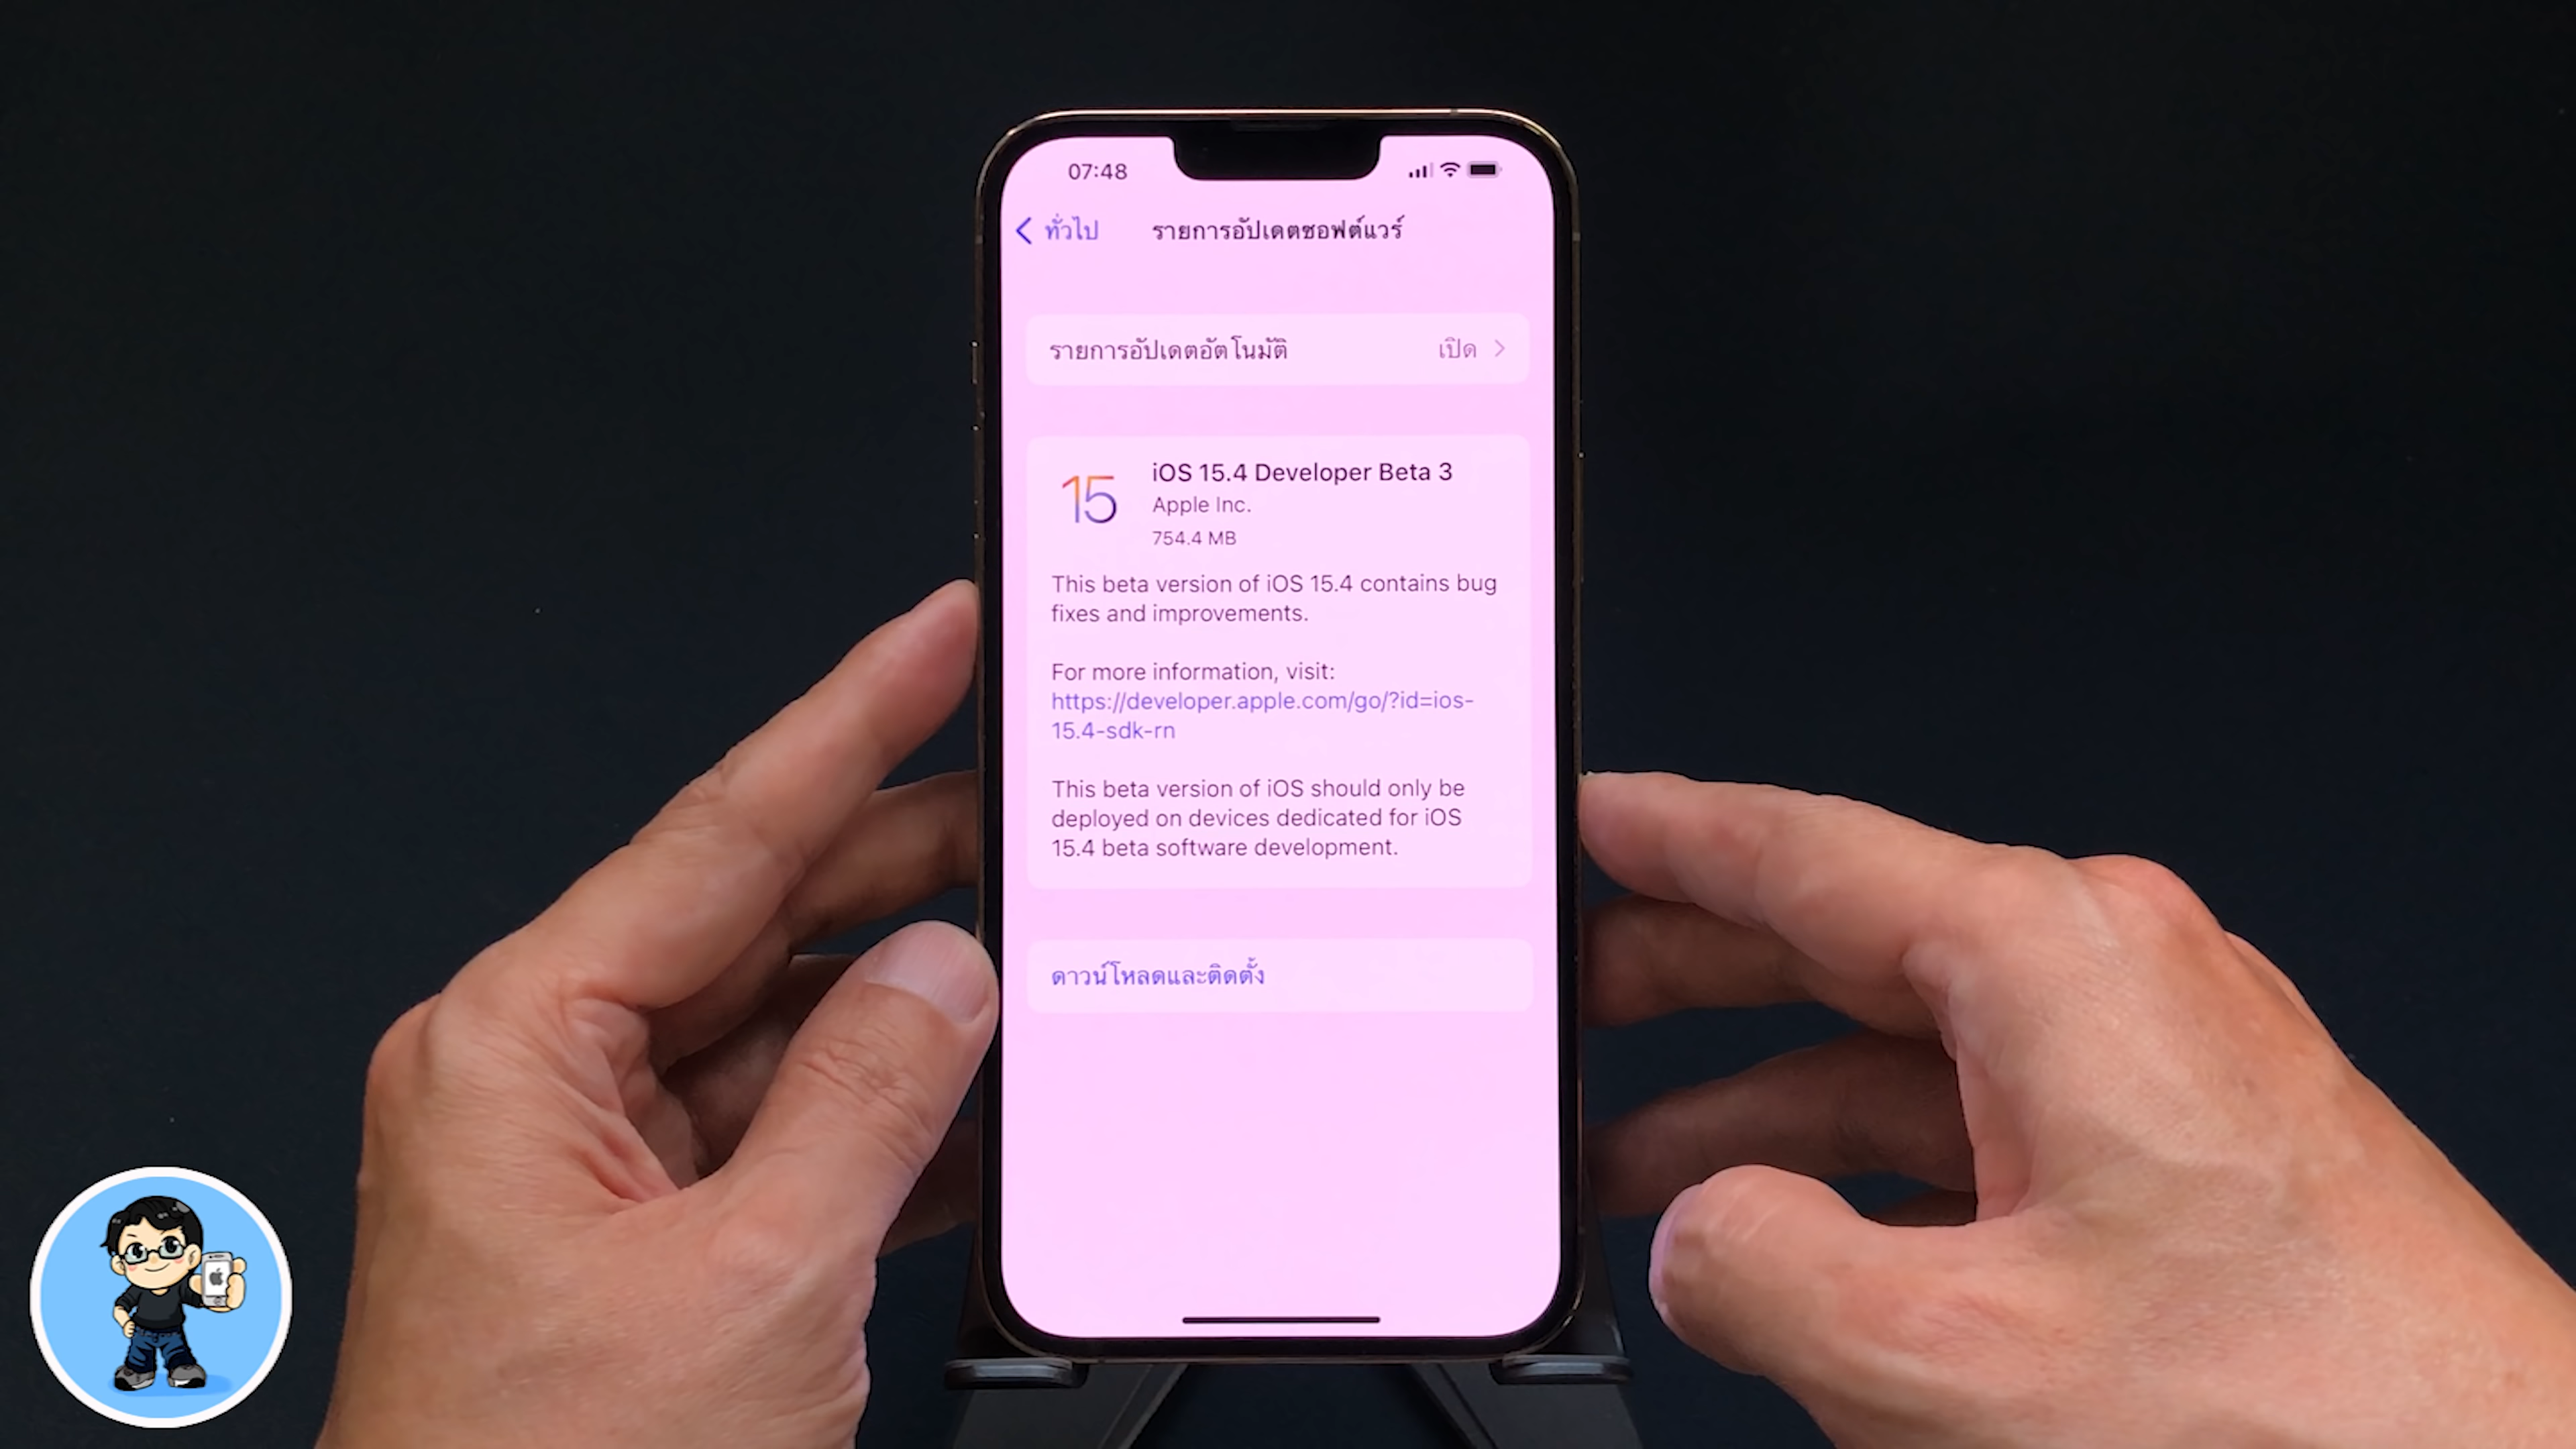 07:48
ทั่วไป
รายการอัปเดตซอฟต์แวร์
รายการอัปเดตอัตโนมัติ
เปิด
15
iOS 15.4 Developer Beta 3
Apple Inc.
754.4 MB
This beta version of iOS 15.4 contains bug
fixes and improvements.
For more information, visit:
https://developer.apple.com/go/?id=ios-
15.4-sdk-rn
This beta version of iOS should only be
deployed on devices dedicated for iOS
15.4 beta software development.
ดาวน์โหลดและติดตั้ง